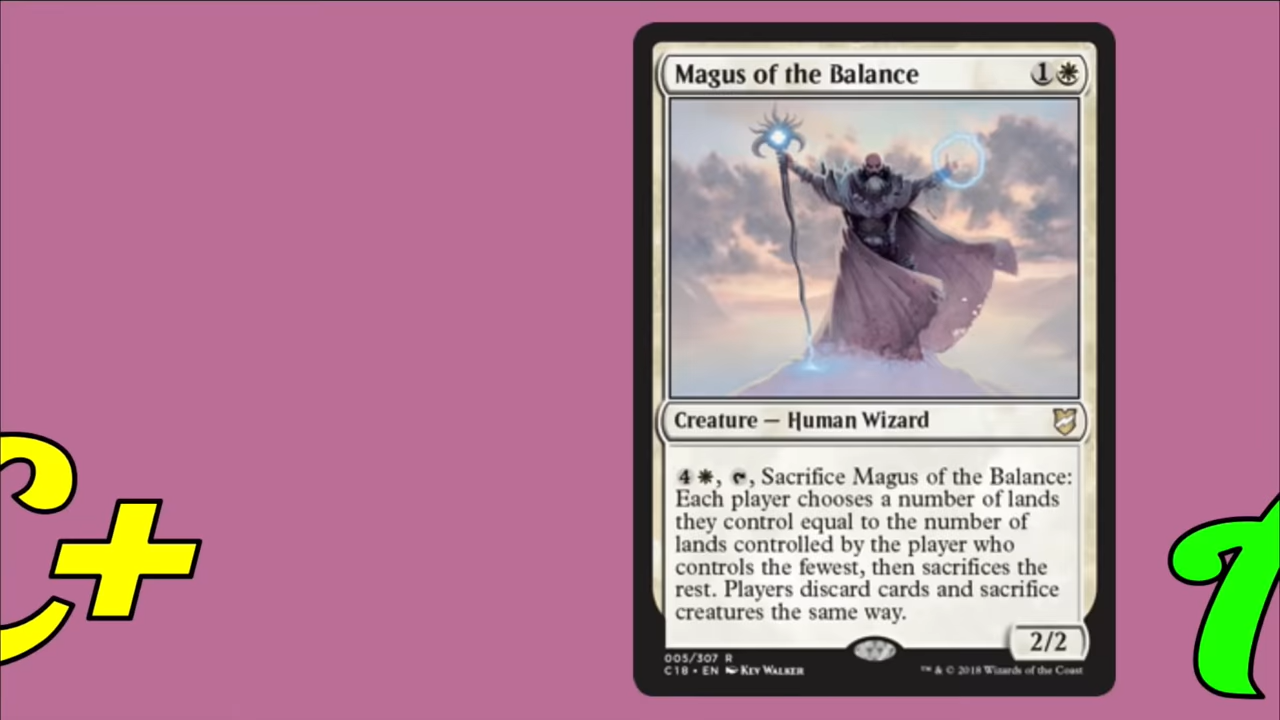 Magus of the Balance 1
Creature — Human Wizard
4, , Sacrifice Magus of the Balance:
Each player chooses a number of lands
they control equal to the number of
lands controlled by the player who
controls the fewest, then sacrifices the
rest. Players discard cards and sacrifice
creatures the same way.
2/2
005/307 R
C18 • EN Kev Walker
™ & © 2018 Wizards of the Coast
C+